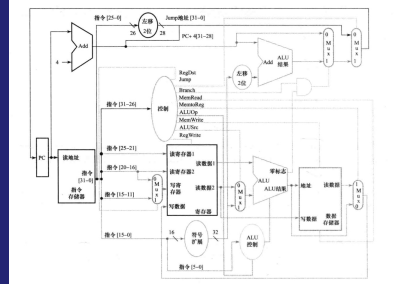 指令 [25~0]
左移
2位
Jump地址 [31~0]
26
28
PC+ 4[31~28]
Add
4
0
M
u
x
1
1
M
u
x
0
Add
ALU
结果
左移
2位
RegDst
Jump
Branch
MemRead
MemtoReg
ALUOp
MemWrite
ALUSrc
RegWrite
指令 [31~26]
控制
PC
读地址
指令
[31~0]
指令
存储器
指令 [25~21]
指令 [20~16]
指令 [15~11]
0
M
u
x
1
读寄存器1
读寄存器2
写寄
存器
写数据
读数据1
读数据2
寄存器
0
M
u
x
1
零标志
ALU
ALU结果
地址
读数据
写数据
数据
存储器
1
M
u
x
0
指令 [15~0]
16
符号
扩展
32
ALU
控制
指令 [5~0]